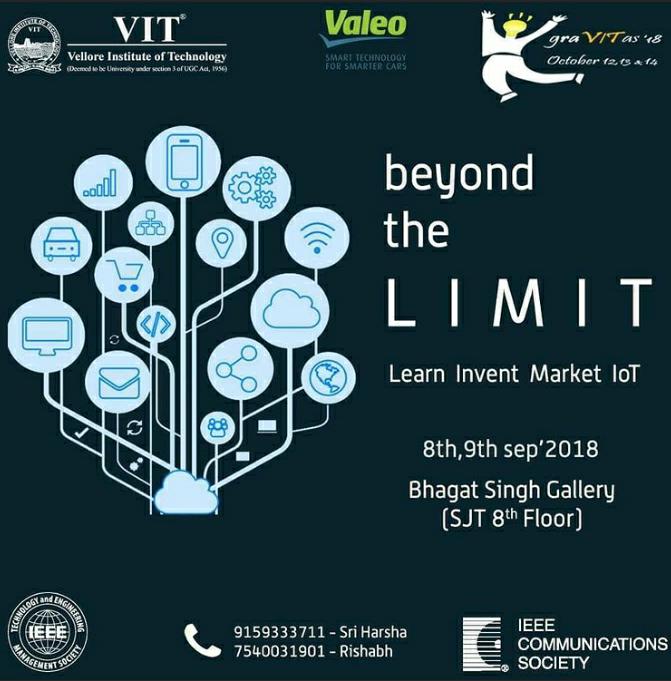 VIT®
Vellore Institute of Technology
(Deemed to be University under section 3 of UGC Act, 1956)
Valeo
SMART TECHNOLOGY
FOR SMARTER CARS
graVITas '18
October 12,13 & 14
beyond
the
LIMIT
Learn Invent Market IoT
8th,9th sep'2018
Bhagat Singh Gallery
(SJT 8th Floor)
TECHNOLOGY and ENGINEERING
IEEE
MANAGEMENT SOCIETY
9159333711 - Sri Harsha
7540031901 - Rishabh
IEEE
COMMUNICATIONS
SOCIETY